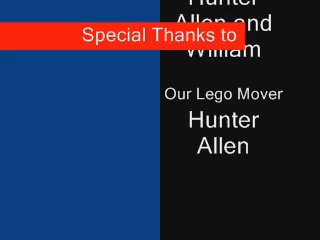 Hunter
Allen and
Special Thanks to
William
Our Lego Mover
Hunter
Allen